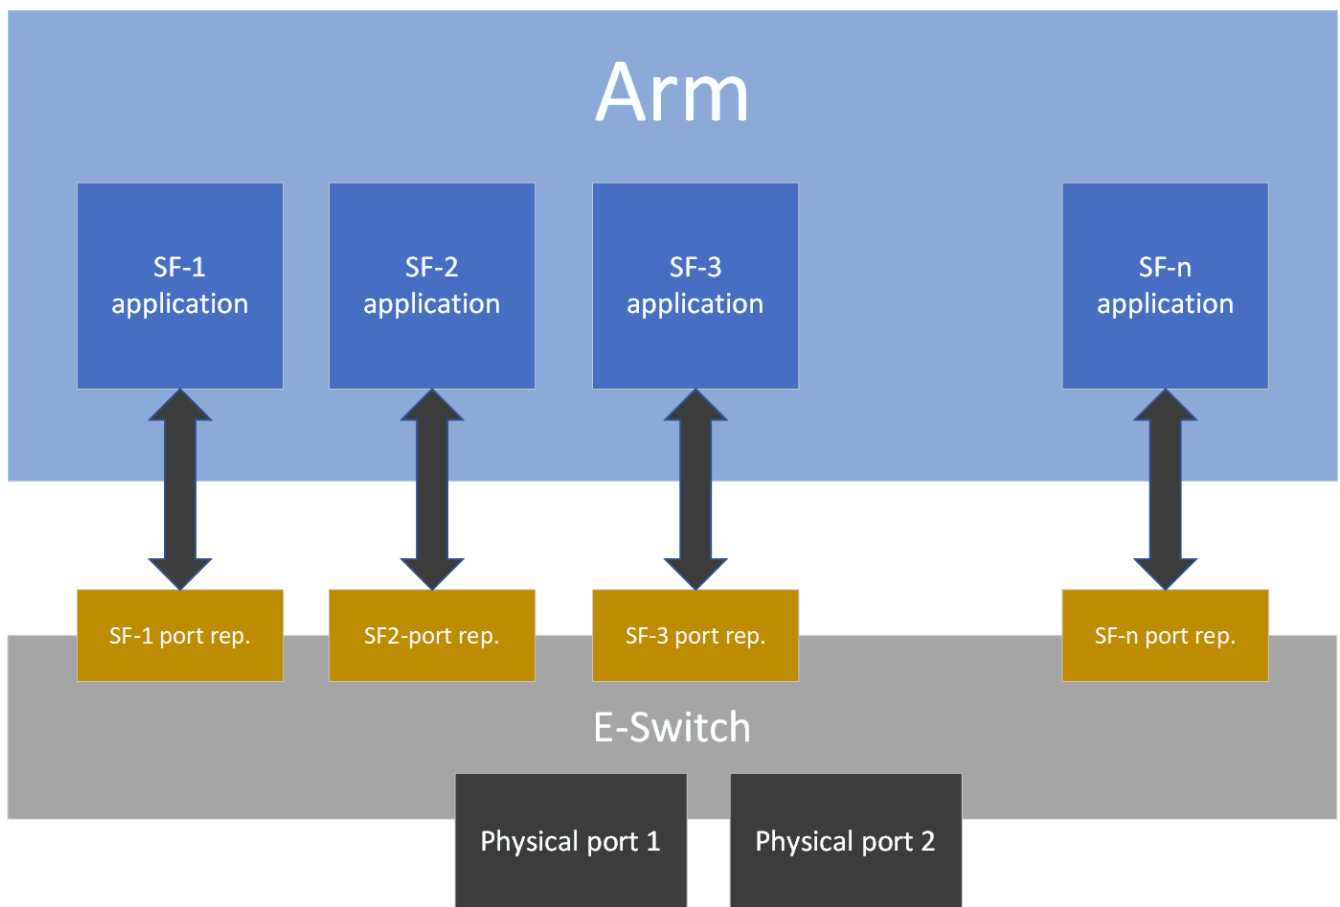 Arm
SF-1
application
SF-2
application
SF-3
application
SF-n
application
SF-1 port rep.
SF2-port rep.
SF-3 port rep.
SF-n port rep.
E-Switch
Physical port 1
Physical port 2